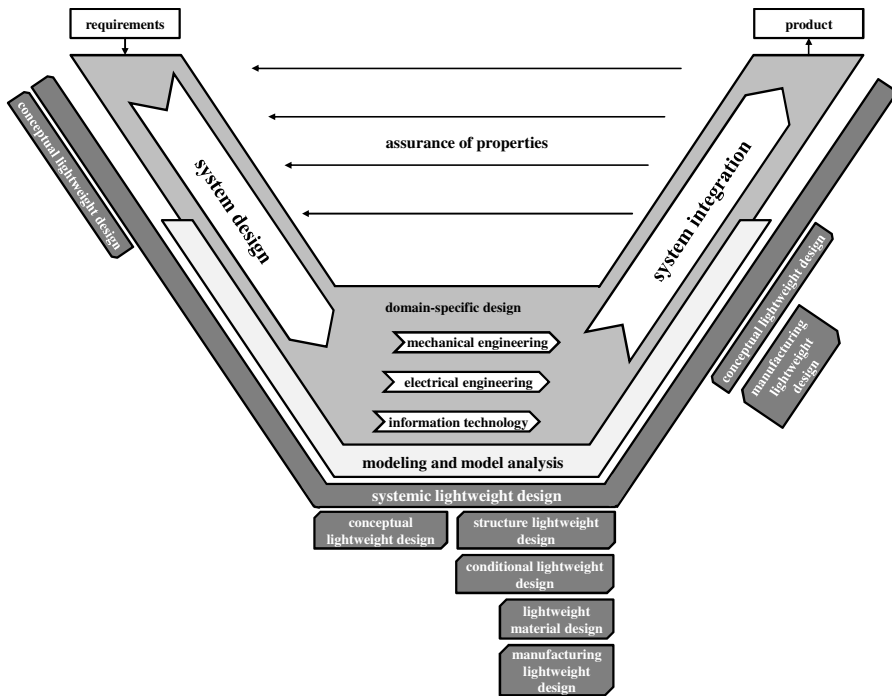 requirements
product
assurance of properties
conceptual lightweight design
system design
system integration
conceptual lightweight design
manufacturing
lightweight
design
domain-specific design
mechanical engineering
electrical engineering
information technology
modeling and model analysis
systemic lightweight design
conceptual
lightweight design
structure lightweight
design
conditional lightweight
design
lightweight
material design
manufacturing
lightweight
design